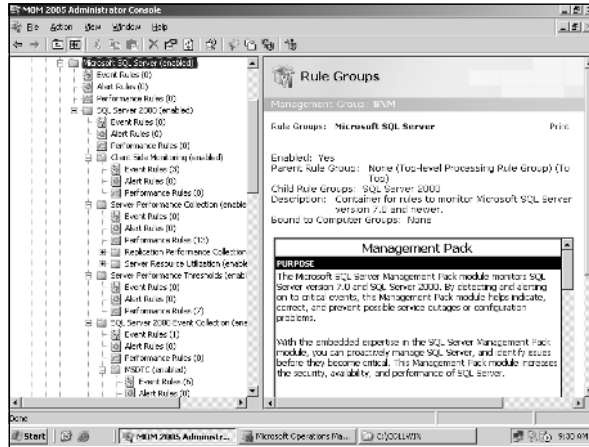 MOM 2005 Administrator Console
File Action View Window Help
Microsoft SQL Server (enabled)
Event Rules (0)
Alert Rules (0)
Performance Rules (0)
SQL Server 2000 (enabled)
Event Rules (0)
Alert Rules (0)
Performance Rules (0)
Client Side Monitoring (enabled)
Event Rules (3)
Alert Rules (0)
Performance Rules (0)
Server Performance Collection (enable
Event Rules (0)
Alert Rules (0)
Performance Rules (13)
Replication Performance Collection
Server Resource Utilization (enable
Server Performance Thresholds (enabl
Event Rules (0)
Alert Rules (0)
Performance Rules (7)
SQL Server 2000 Event Collection (ena
Event Rules (1)
Alert Rules (0)
Performance Rules (0)
MSDTC (enabled)
Event Rules (6)
Alert Rules (0)
Rule Groups
Management Group:
Rule Groups: Microsoft SQL Server
Print
Enabled: Yes
Parent Rule Group: None (Top-level Processing Rule Group) (To
Top)
Child Rule Groups: SQL Server 2000
Description: Container for rules to monitor Microsoft SQL Server
version 7.0 and newer.
Bound to Computer Groups: None
Management Pack
PURPOSE
The Microsoft SQL Server Management Pack module monitors SQL
Server version 7.0 and SQL Server 2000. By detecting and alerting
on to critical events, this Management Pack module helps indicate,
correct, and prevent possible service outages or configuration
problems.
With the embedded expertise in the SQL Server Management Pack
module, you can proactively manage SQL Server, and identify issues
before they become critical. This Management Pack module increases
the security, availability, and performance of SQL Server.
Done
Start
MOM 2005 Administr...
Microsoft Operations Ma...
C:\COLLWIN
9:30 AM